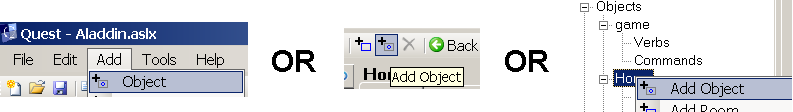 Quest - Aladdin.aslx
File Edit Add Tools Help
Object
OR
Back
Add Object
OR
Objects
game
Verbs
Commands
Add Object
Add Room